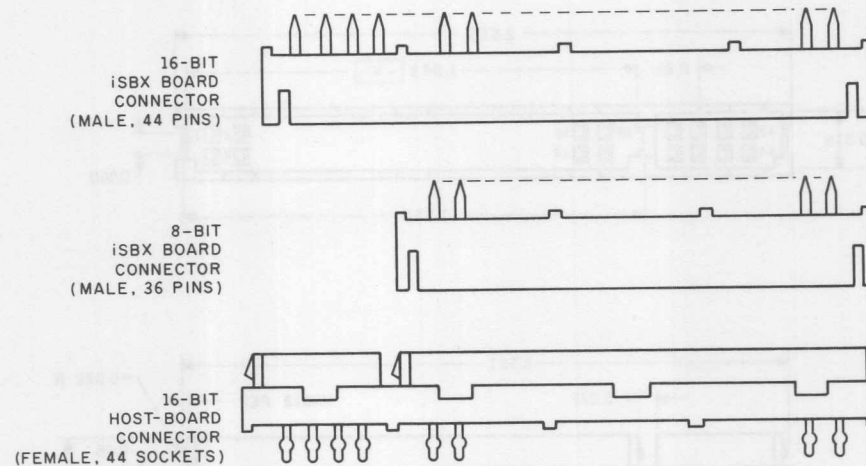 16-BIT
iSBX BOARD
CONNECTOR
(MALE, 44 PINS)
8-BIT
iSBX BOARD
CONNECTOR
(MALE, 36 PINS)
16-BIT
HOST-BOARD
CONNECTOR
(FEMALE, 44 SOCKETS)